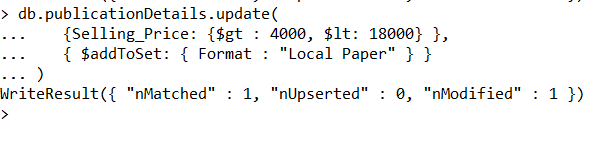 > db.publicationDetails.update(
...     {Selling_Price: {$gt : 4000, $lt: 18000} },
...     { $addToSet: { Format : "Local Paper" } }
... )
WriteResult({ "nMatched" : 1, "nUpserted" : 0, "nModified" : 1 })
>